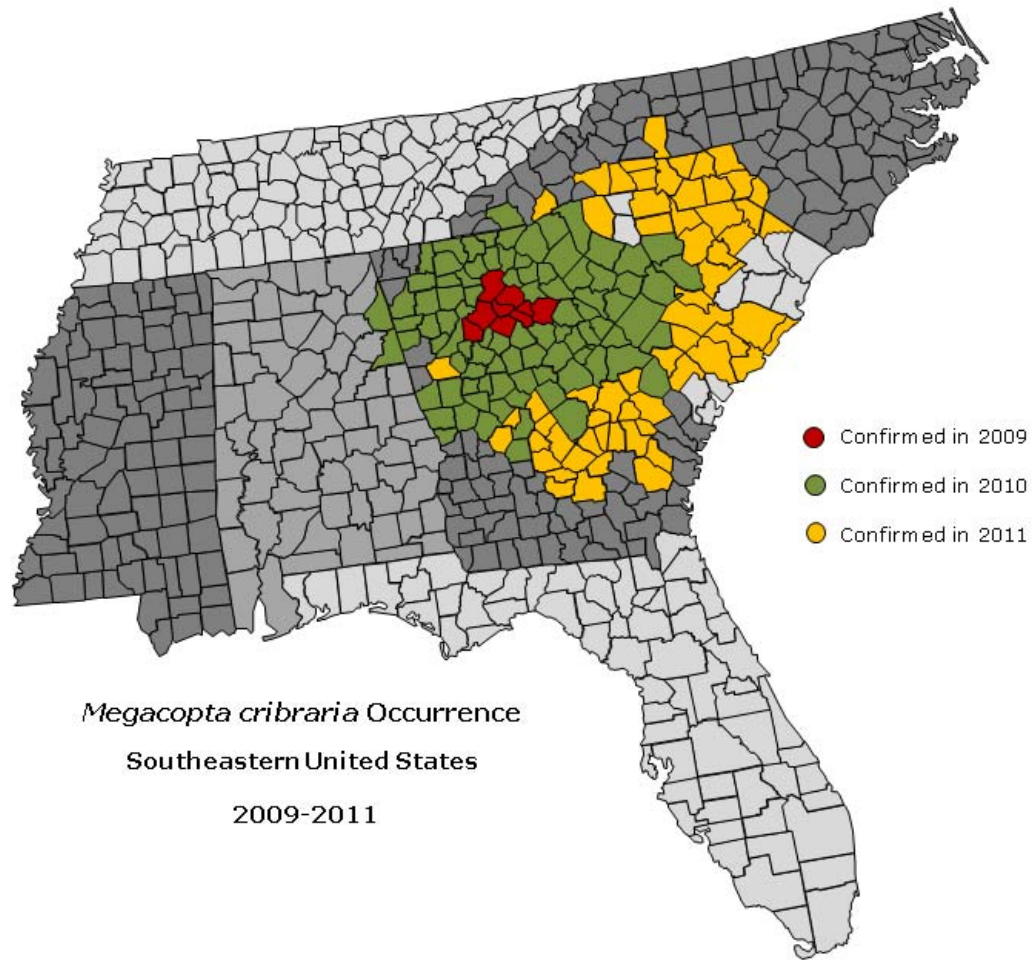 Confirmed in 2009
Confirmed in 2010
Confirmed in 2011
Megacopta cribraria Occurrence
Southeastern United States
2009-2011